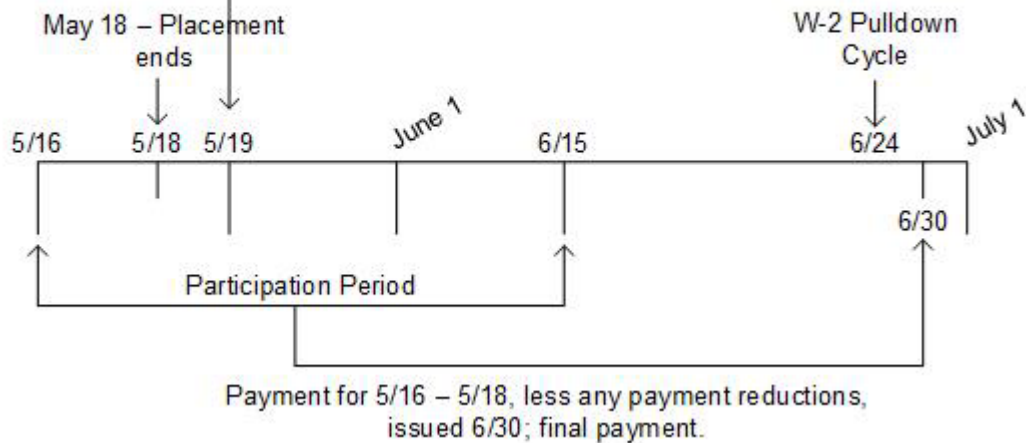 May 18 – Placement
ends
W-2 Pulldown
Cycle
5/16
5/18
5/19
June 1
6/15
6/24
July 1
6/30
Participation Period
Payment for 5/16 – 5/18, less any payment reductions,
issued 6/30; final payment.